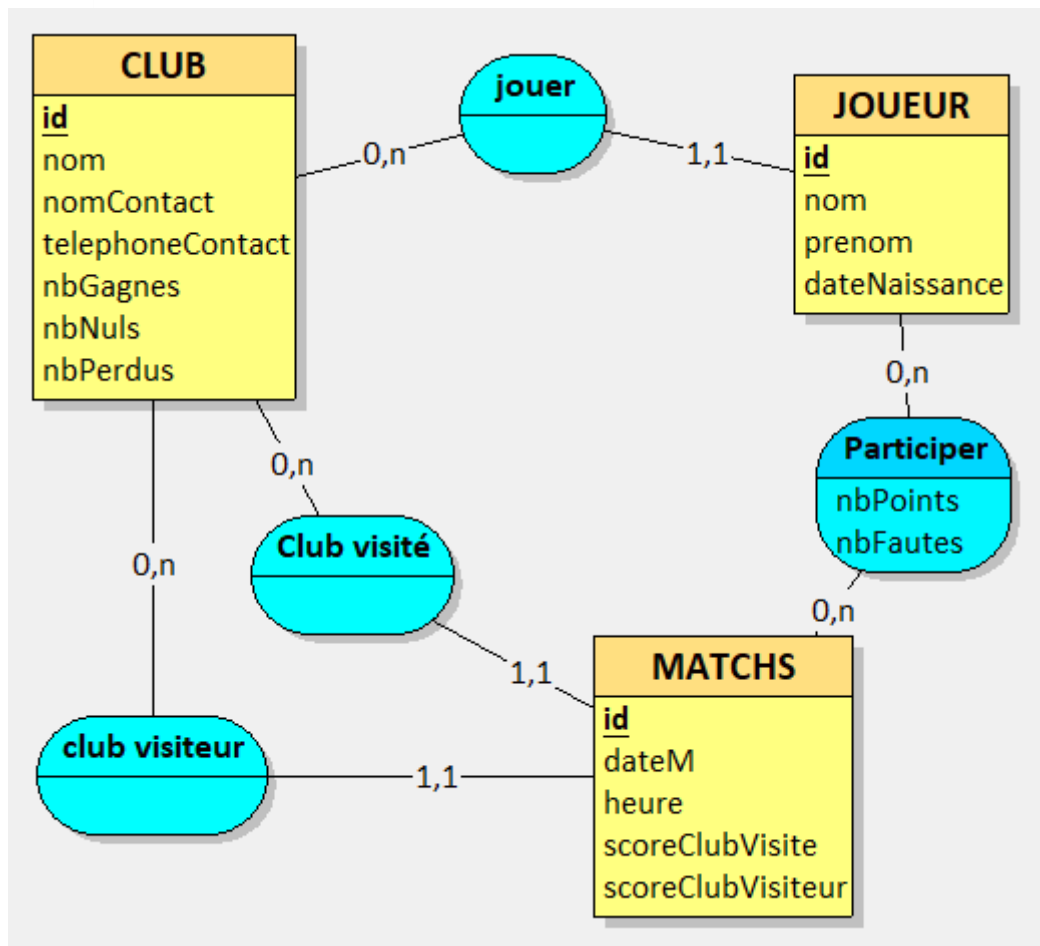 CLUB
id
nom
nomContact
telephoneContact
nbGagnes
nbNuls
nbPerdus
0,n
jouer
1,1
JOUEUR
id
nom
prenom
dateNaissance
0,n
Participer
nbPoints
nbFautes
0,n
0,n
Club visité
1,1
0,n
club visiteur
1,1
MATCHS
id
dateM
heure
scoreClubVisite
scoreClubVisiteur